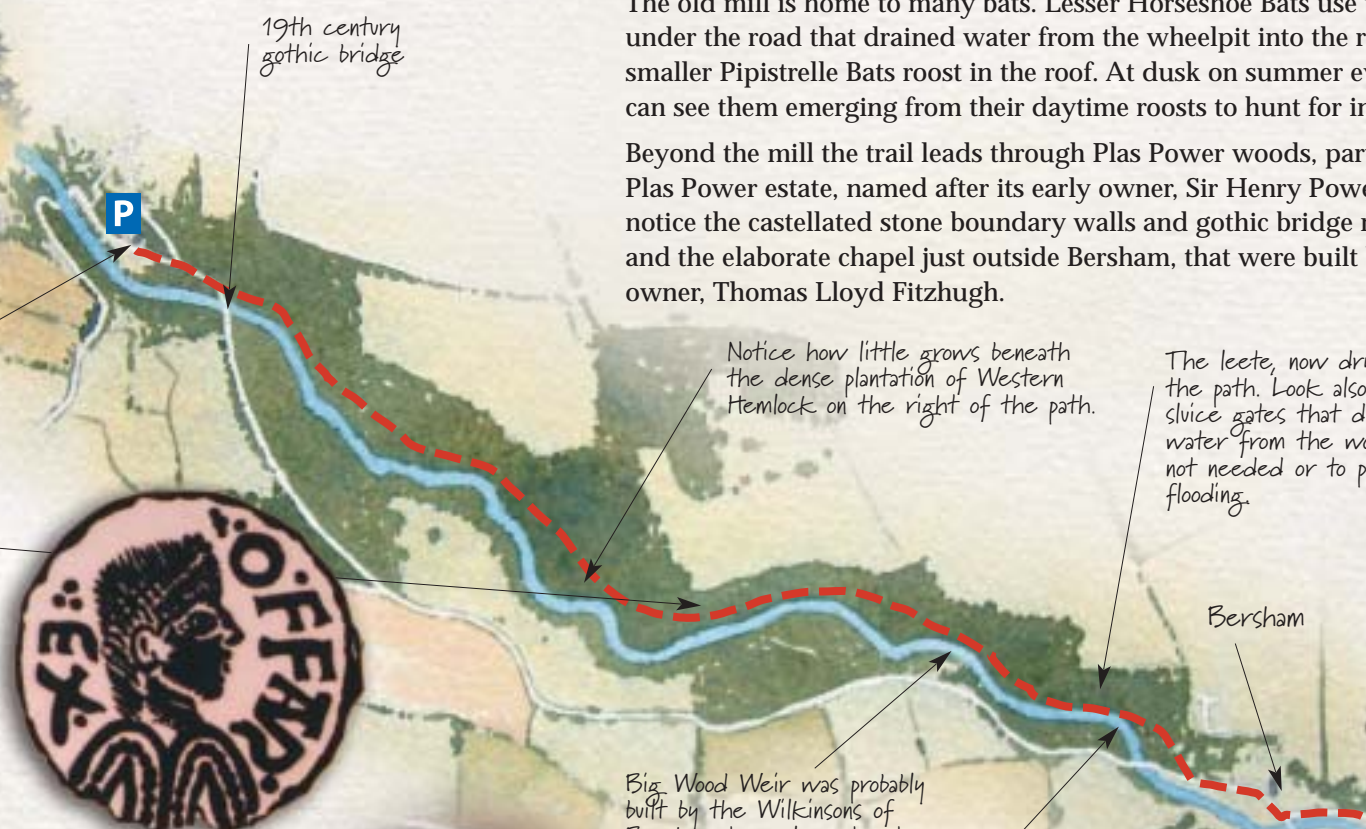 The old mill is home to many bats. Lesser Horseshoe Bats use
under the road that drained water from the wheelpit into the
smaller Pipistrelle Bats roost in the roof. At dusk on summer
can see them emerging from their daytime roosts to hunt for
Beyond the mill the trail leads through Plas Power woods,
Plas Power estate, named after its early owner, Sir Henry
notice the castellated stone boundary walls and gothic bridge
and the elaborate chapel just outside Bersham, that were built
owner, Thomas Lloyd Fitzhugh.
19th century
gothic bridge
P
Notice how little grows beneath
the dense plantation of Western
Hemlock on the right of the path.
The leete, now
the path. Look also
sluice gates that
water from the
not needed or to
flooding.
Bersham
OFFA
REX
Big Wood Weir was probably
built by the Wilkinsons of